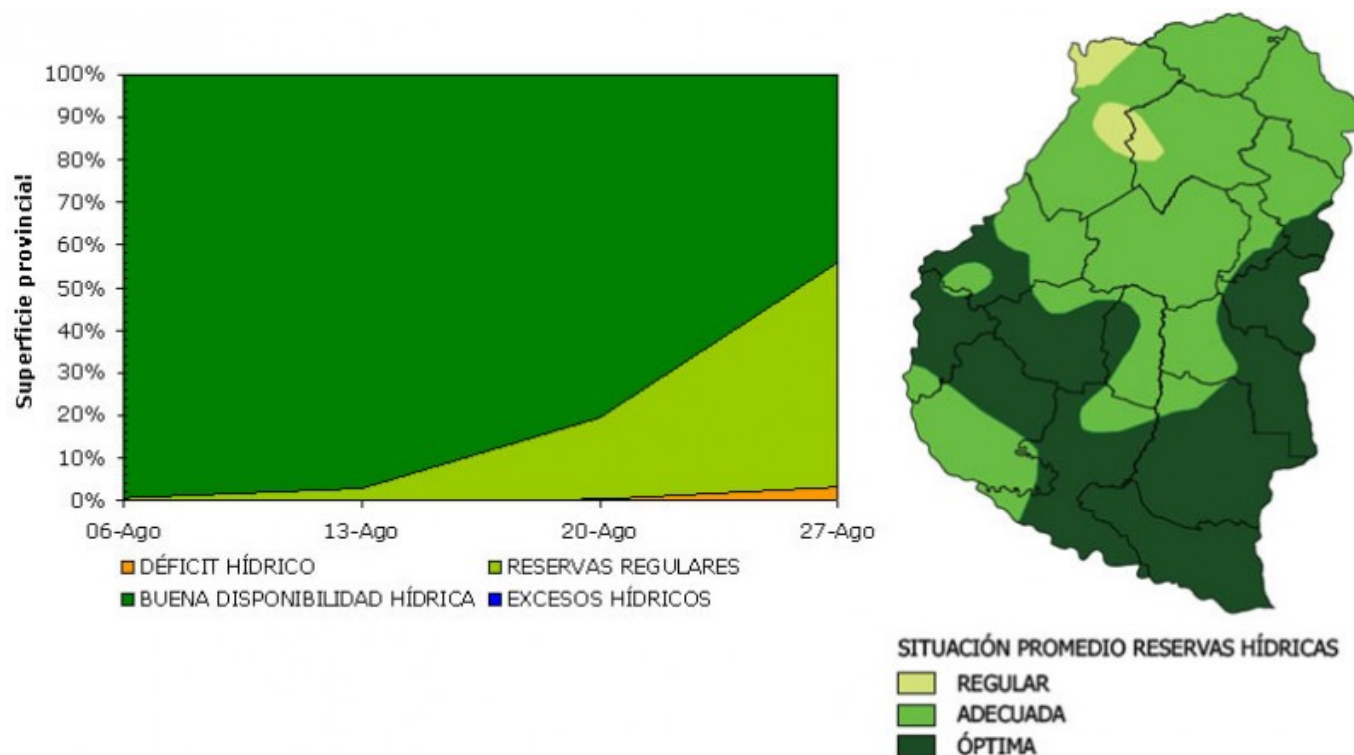 100%
90%
80%
70%
60%
50%
40%
30%
20%
10%
0%
Superficie provincial
06-Ago
13-Ago
20-Ago
27-Ago
DÉFICIT HÍDRICO
RESERVAS REGULARES
BUENA DISPONIBILIDAD HÍDRICA
EXCESOS HÍDRICOS
SITUACIÓN PROMEDIO RESERVAS HÍDRICAS
REGULAR
ADECUADA
ÓPTIMA